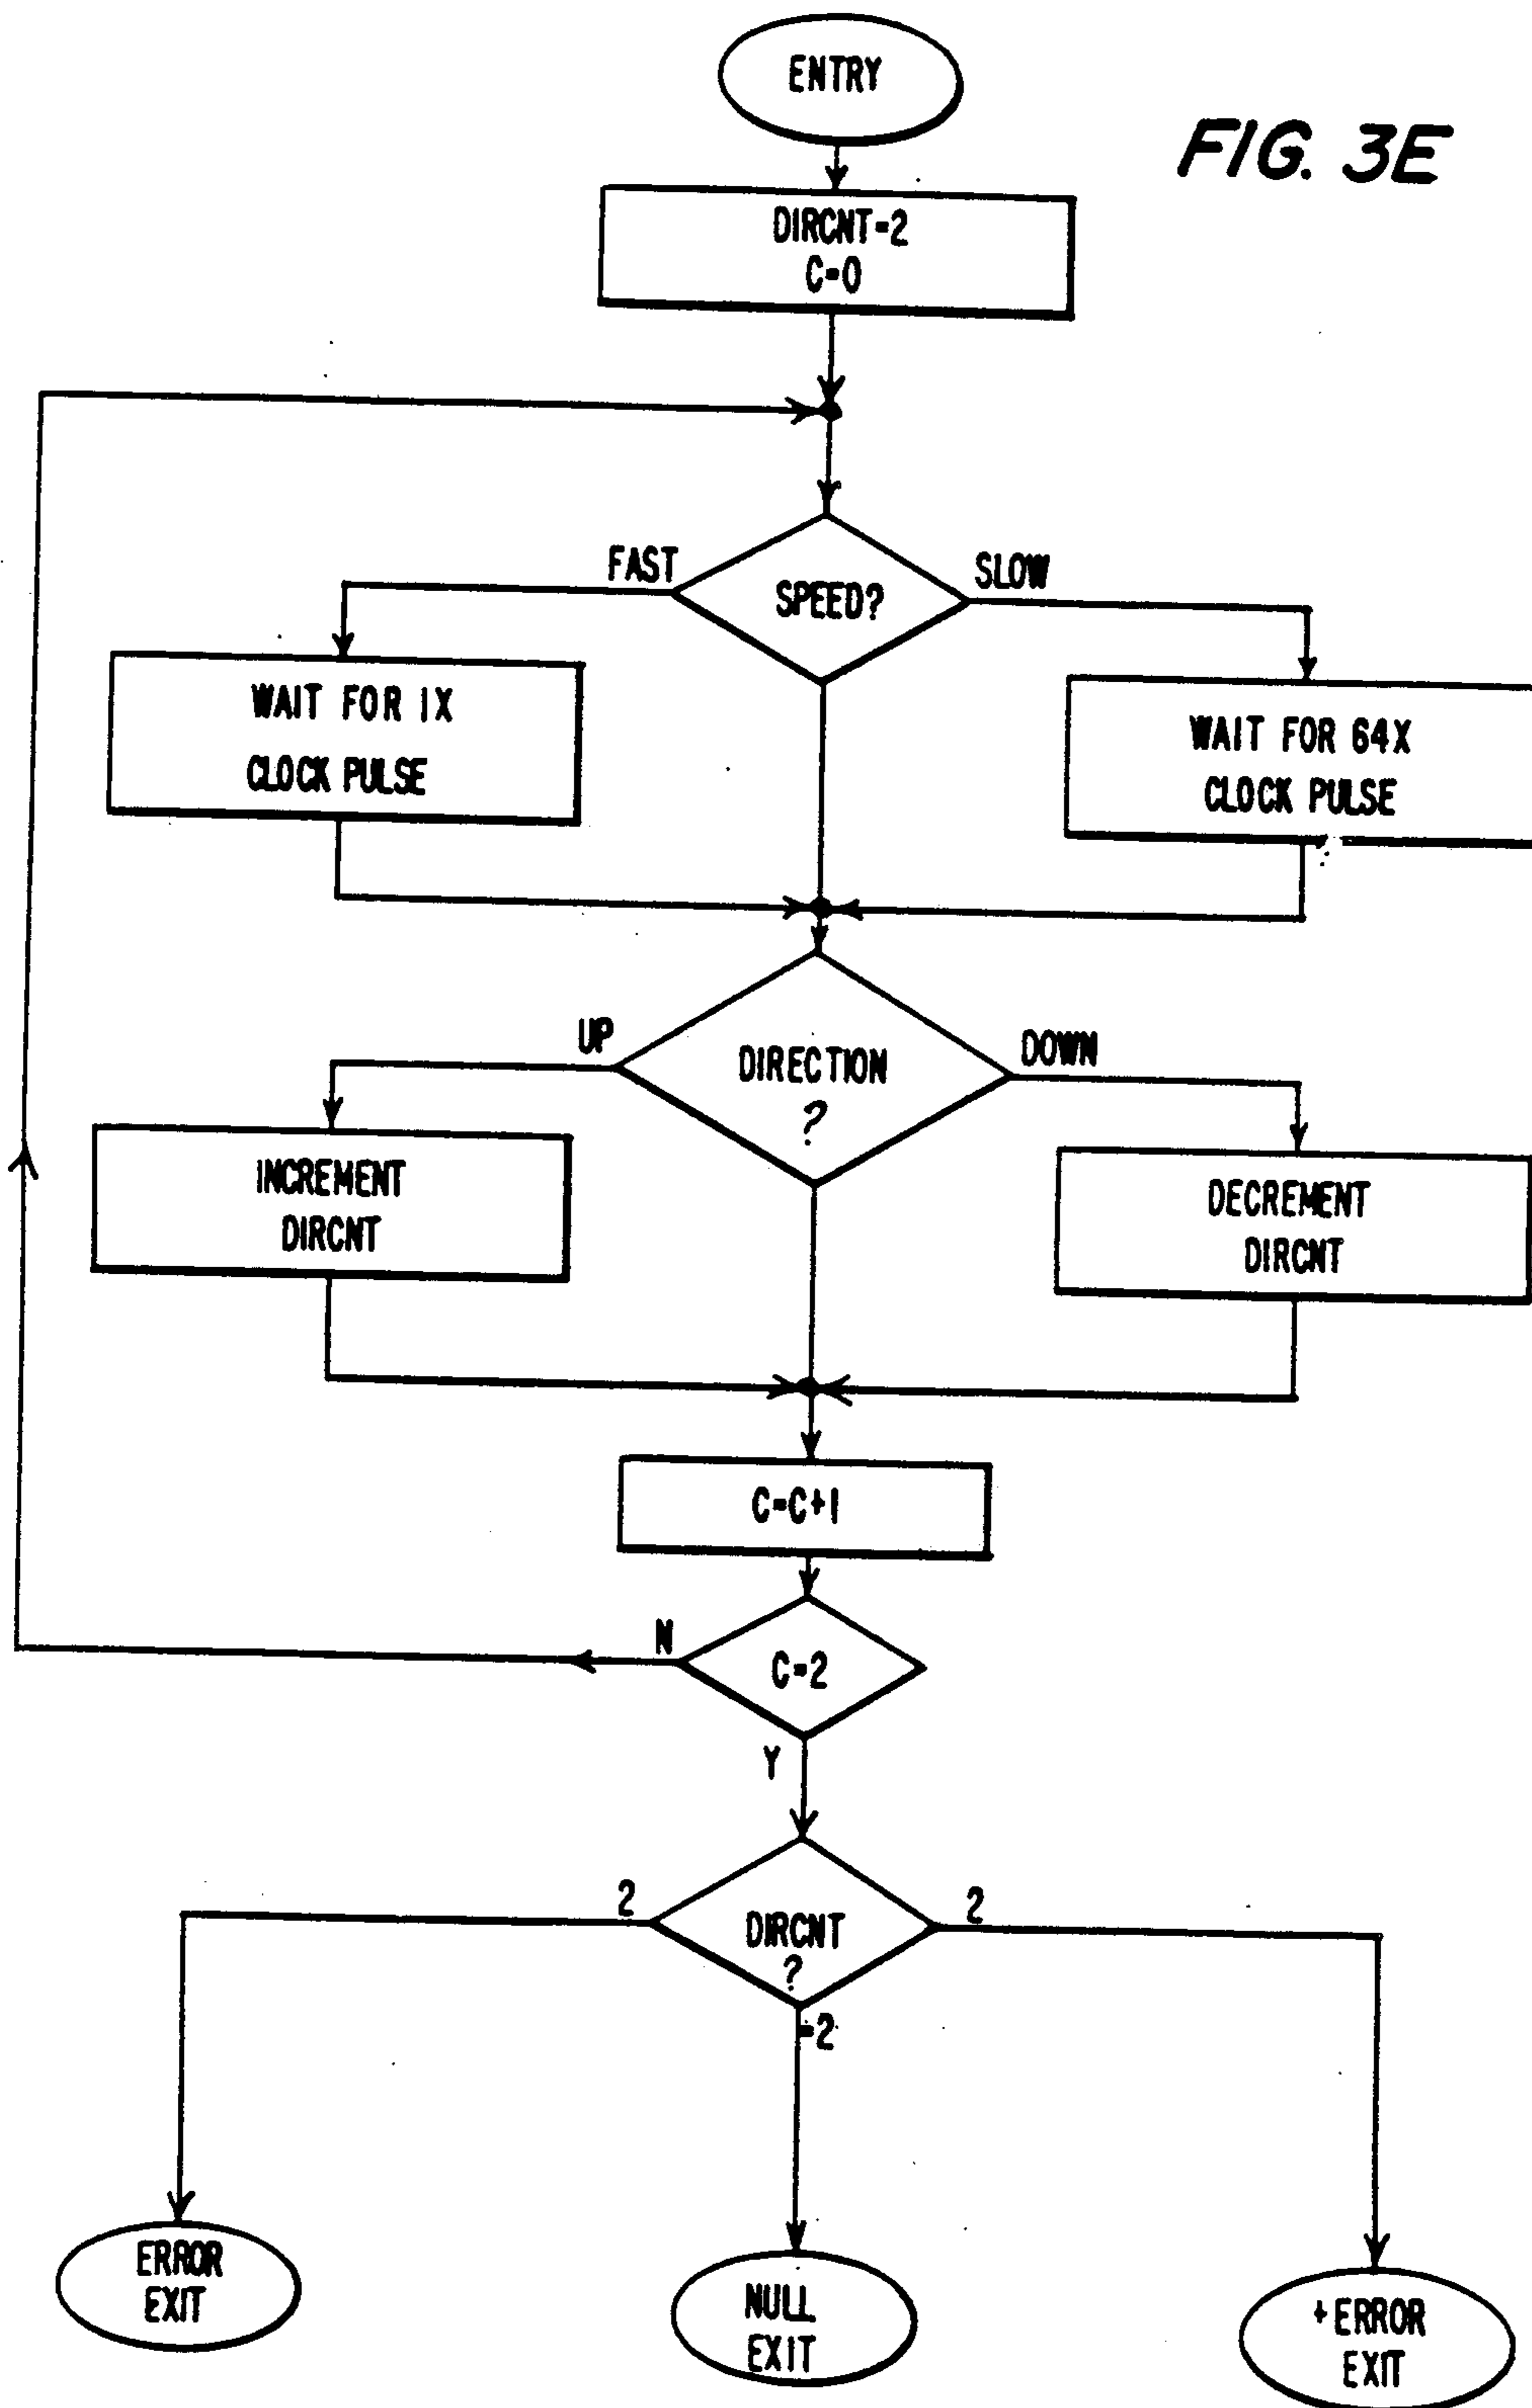 ENTRY
FIG. 3E
DIRCNT=2
C=0
FAST
SLOW
SPEED?
WAIT FOR 1X
CLOCK PULSE
WAIT FOR 64X
CLOCK PULSE
UP
DOWN
DIRECTION
?
INCREMENT
DIRCNT
DECREMENT
DIRCNT
C=C+1
N
C=2
Y
2
2
DIRCNT
?
=2
ERROR
EXIT
NULL
EXIT
+ERROR
EXIT